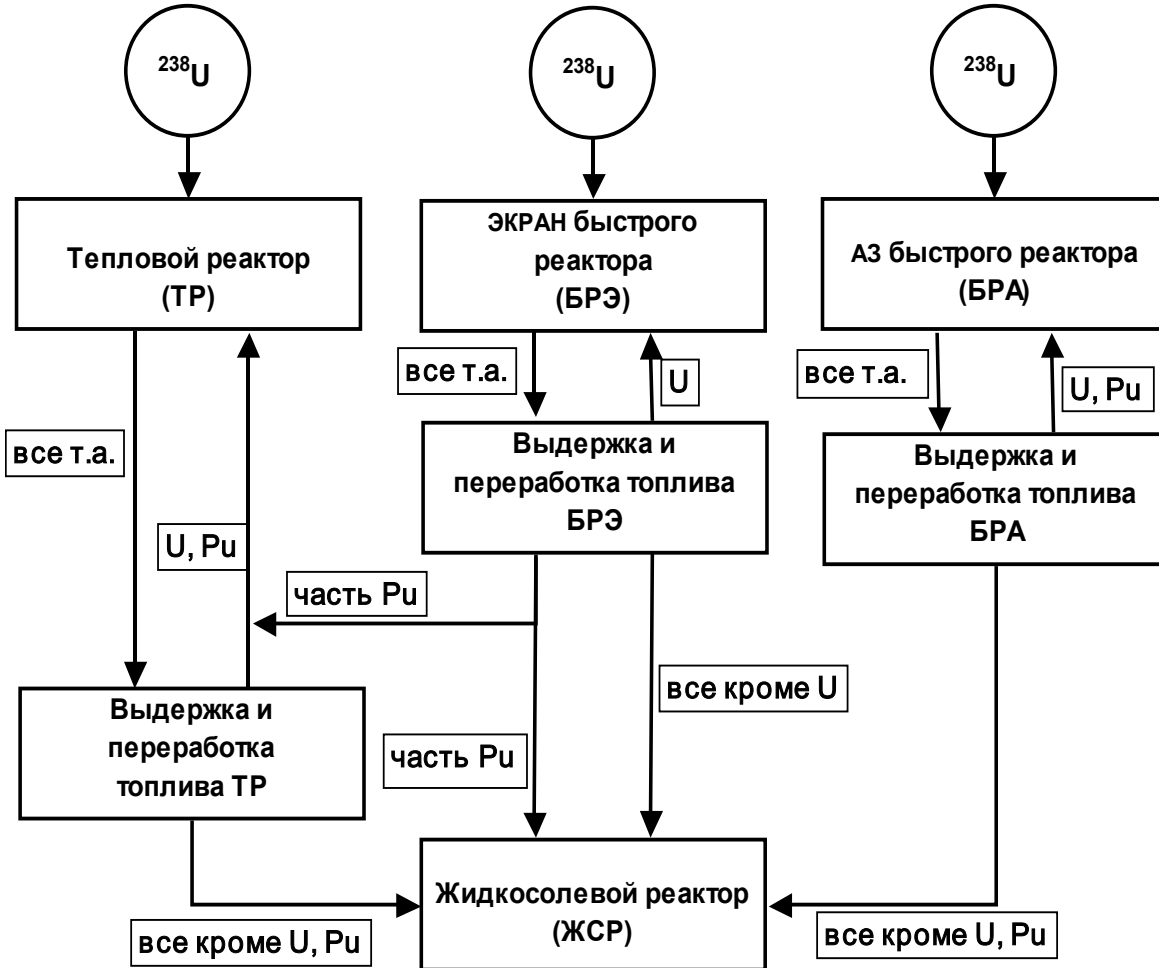 ²³⁸U
²³⁸U
²³⁸U
Тепловой реактор
(ТР)
ЭКРАН быстрого
реактора
(БРЭ)
АЗ быстрого реактора
(БРА)
все т.а.
U
все т.а.
U, Pu
все т.а.
U, Pu
Выдержка и
переработка топлива
БРЭ
Выдержка и
переработка топлива
БРА
часть Pu
Выдержка и
переработка
топлива ТР
часть Pu
все кроме U
Жидкосолевой реактор
(ЖСР)
все кроме U, Pu
все кроме U, Pu